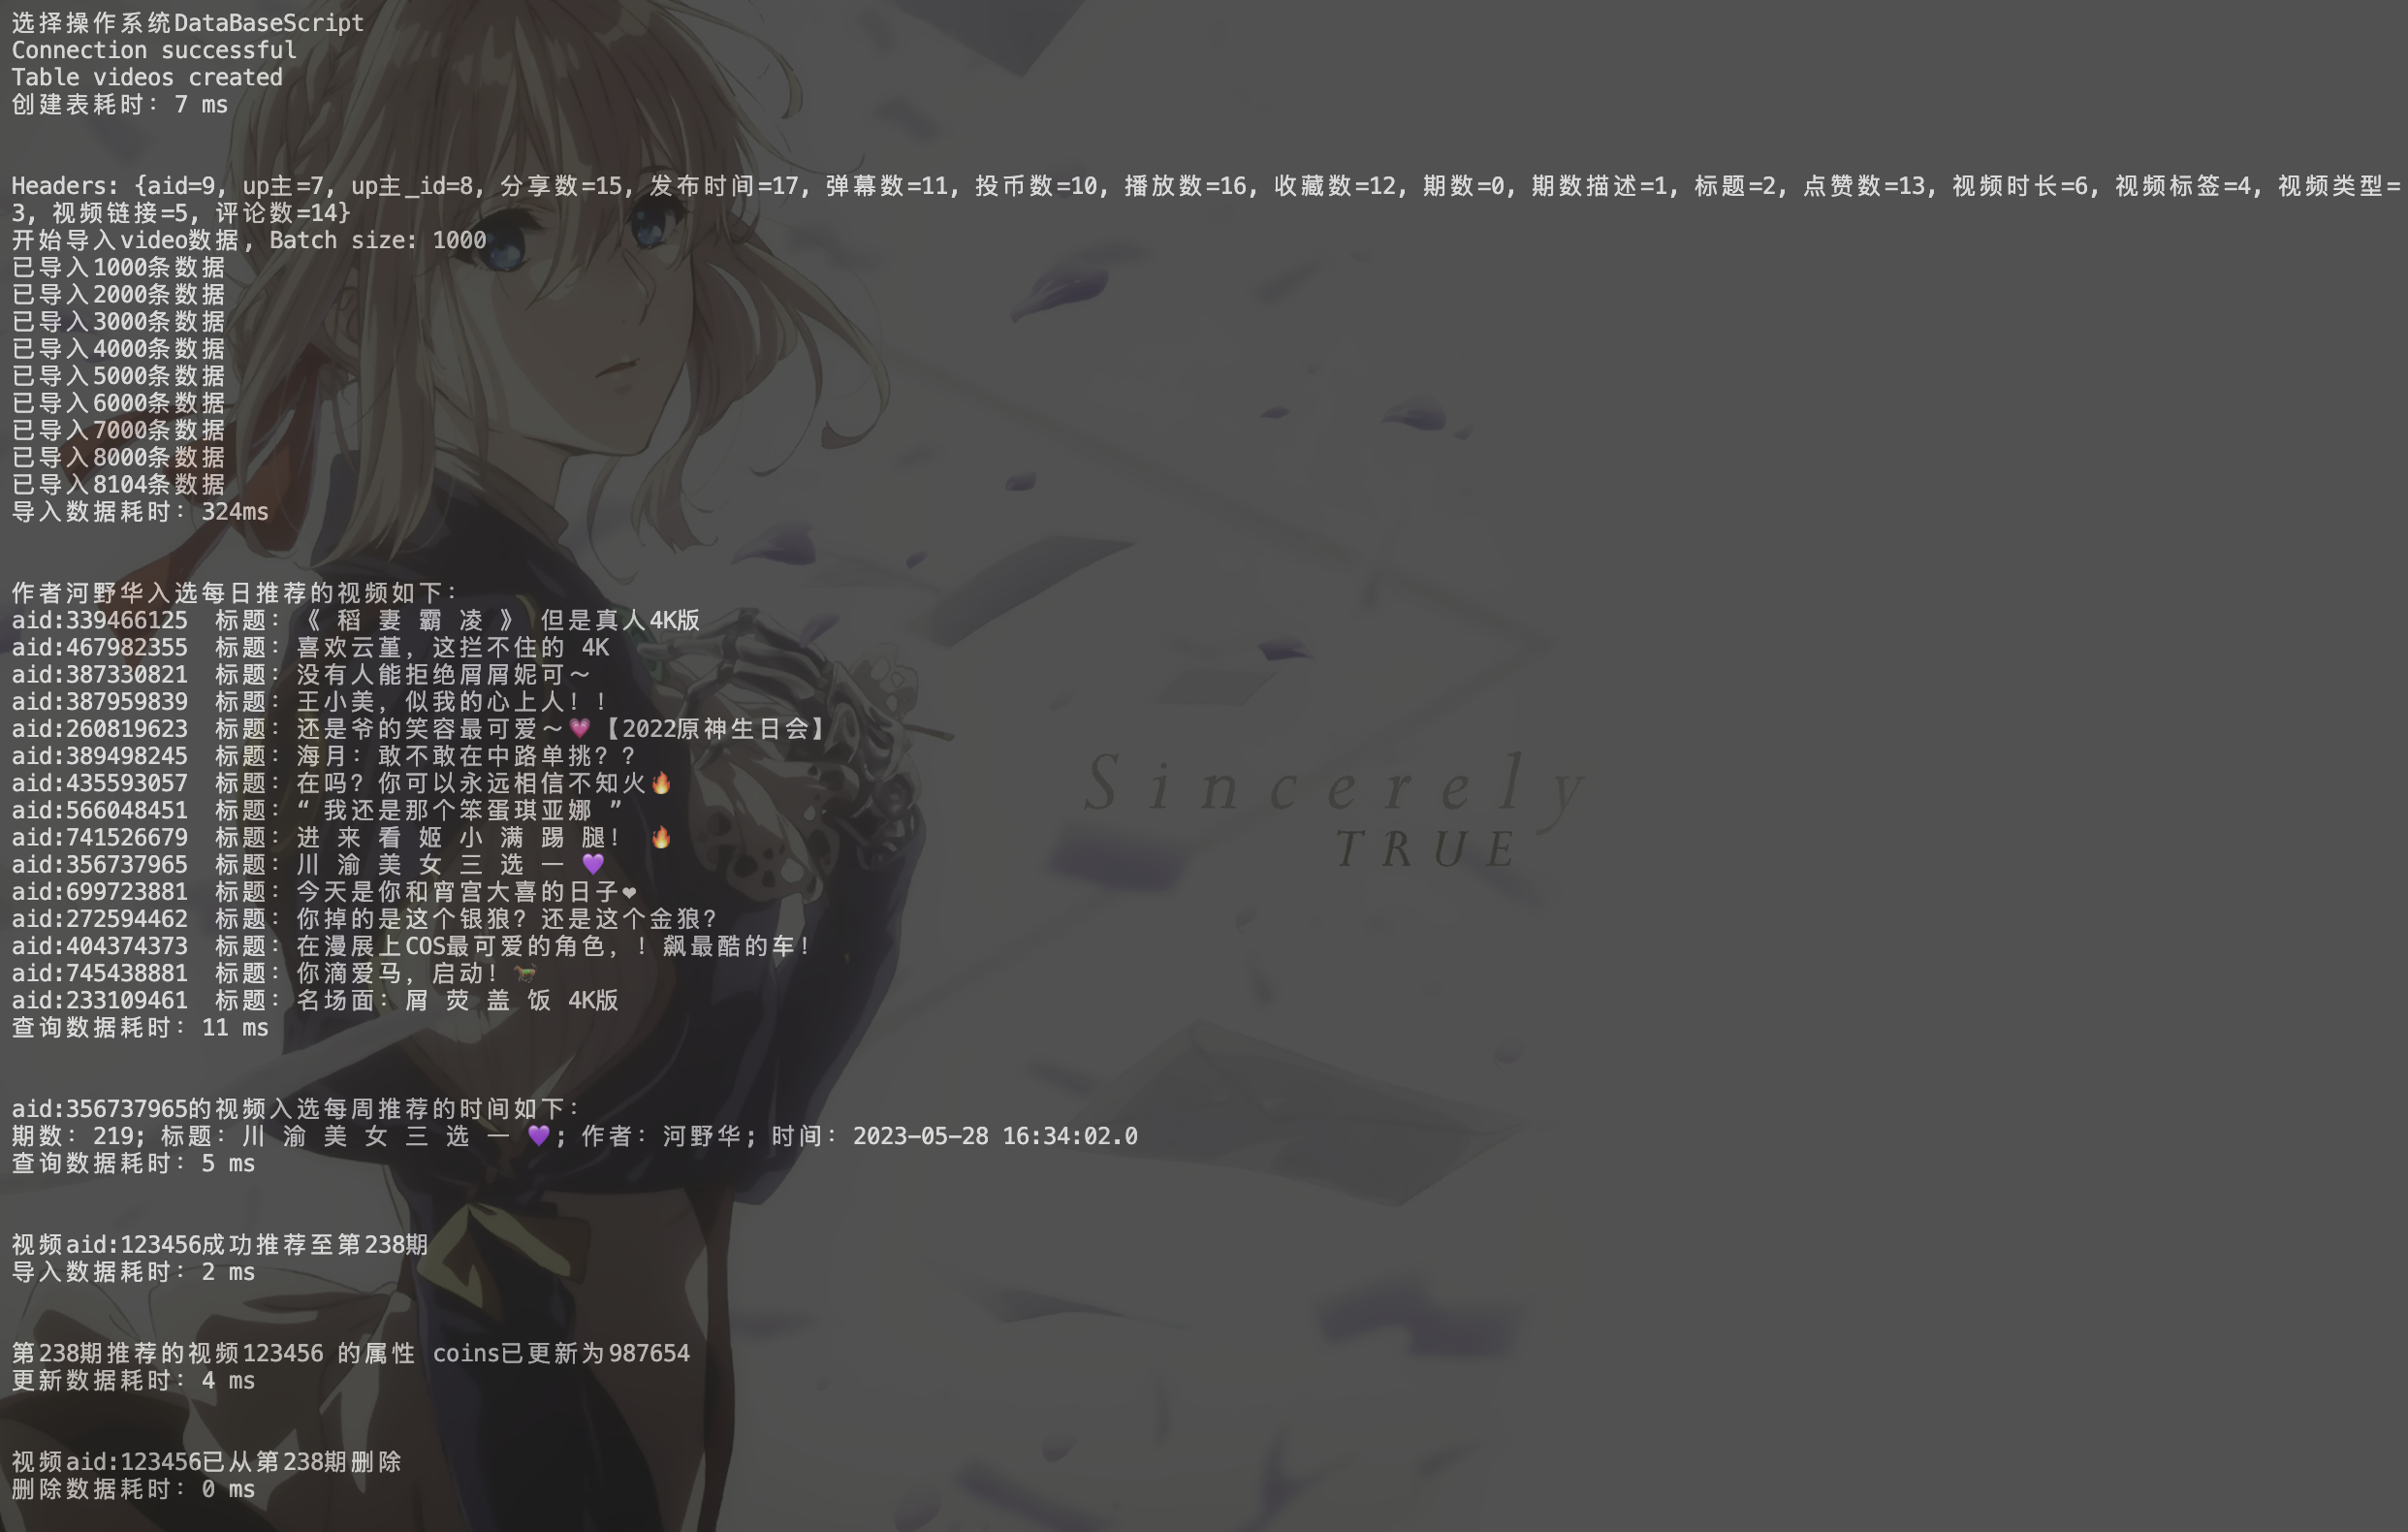 选择操作系统DataBaseScript
Connection successful
Table videos created
创建表耗时：7 ms
Headers: {aid=9, up主=7, up主_id=8, 分享数=15, 发布时间=17, 弹幕数=11, 投币数=10, 播放数=16, 收藏数=12, 期数=0, 期数描述=1, 标题=2, 点赞数=13, 视频时长=6, 视频标签=4, 视频类型=
3, 视频链接=5, 评论数=14}
开始导入video数据, Batch size: 1000
已导入1000条数据
已导入2000条数据
已导入3000条数据
已导入4000条数据
已导入5000条数据
已导入6000条数据
已导入7000条数据
已导入8000条数据
已导入8104条数据
导入数据耗时：324ms
作者河野华入选每日推荐的视频如下：
aid:339466125  标题：《 稻 妻 霸 凌 》 但是真人4K版
aid:467982355  标题：喜欢云堇，这拦不住的 4K
aid:387330821  标题：没有人能拒绝屑屑妮可～
aid:387959839  标题：王小美，似我的心上人！！
aid:260819623  标题：还是爷的笑容最可爱～💗【2022原神生日会】
aid:389498245  标题：海月：敢不敢在中路单挑？？
aid:435593057  标题：在吗？你可以永远相信不知火🔥
aid:566048451  标题：“ 我还是那个笨蛋琪亚娜 ”
aid:741526679  标题：进 来 看 姬 小 满 踢 腿！ 🔥
aid:356737965  标题：川 渝 美 女 三 选 一 💜
aid:699723881  标题：今天是你和宵宫大喜的日子❤
aid:272594462  标题：你掉的是这个银狼？还是这个金狼？
aid:404374373  标题：在漫展上COS最可爱的角色，！飙最酷的车！
aid:745438881  标题：你滴爱马，启动！🐎
aid:233109461  标题：名场面：屑 荧 盖 饭 4K版
查询数据耗时：11 ms
aid:356737965的视频入选每周推荐的时间如下：
期数：219; 标题：川 渝 美 女 三 选 一 💜; 作者：河野华; 时间：2023-05-28 16:34:02.0
查询数据耗时：5 ms
视频aid:123456成功推荐至第238期
导入数据耗时：2 ms
第238期推荐的视频123456 的属性 coins已更新为987654
更新数据耗时：4 ms
视频aid:123456已从第238期删除
删除数据耗时：0 ms
Sincerely
TRUE